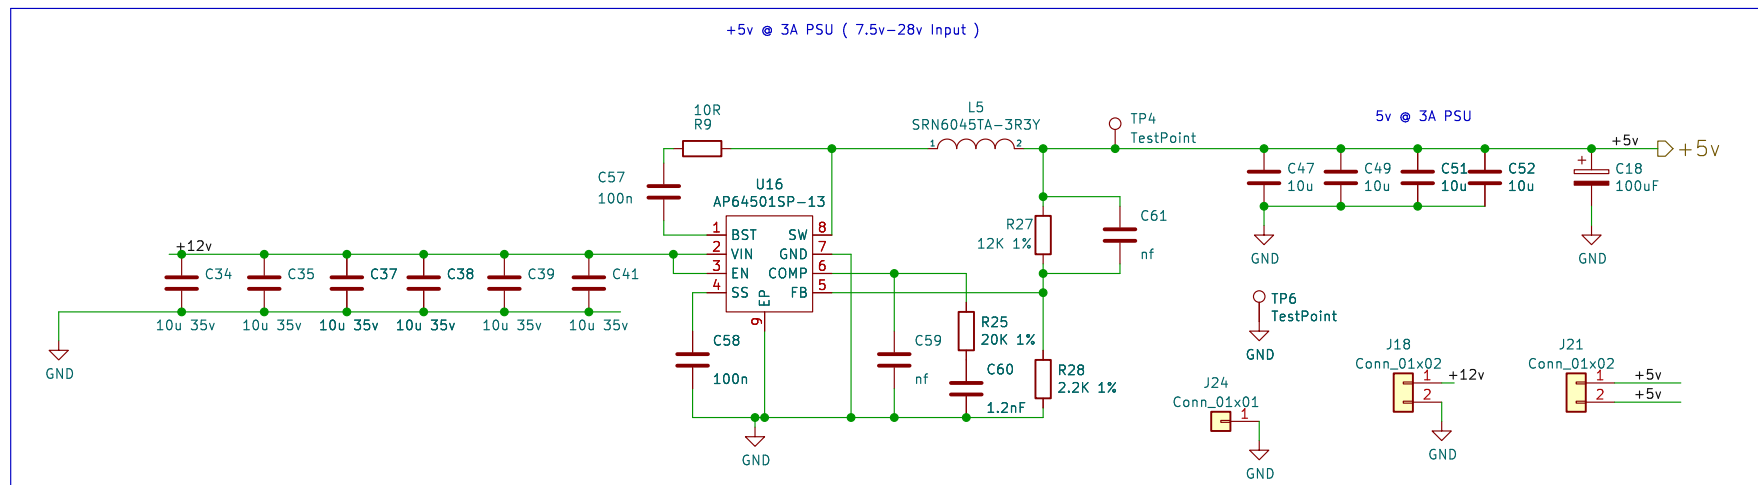 +5v @ 3A PSU ( 7.5v-28v Input )
10R
R9
L5
SRN6045TA-3R3Y
1
2
TP4
TestPoint
5v @ 3A PSU
+5v
+5v
C57
100n
U16
AP64501SP-13
1 BST
2 VIN
3 EN
4 SS
SW 8
GND 7
COMP 6
FB 5
EP
9
C47
10u
C49
10u
C51
10u
C52
10u
+
C18
100uF
GND
GND
R27
12K 1%
C61
nf
+12v
C34
C35
C37
C38
C39
C41
10u 35v
10u 35v
10u 35v
10u 35v
10u 35v
10u 35v
GND
C58
100n
C59
nf
R25
20K 1%
C60
1.2nF
R28
2.2K 1%
GND
TP6
TestPoint
GND
J24
Conn_01x01
1
GND
J18
Conn_01x02
1
2
+12v
GND
J21
Conn_01x02
1
2
+5v
+5v